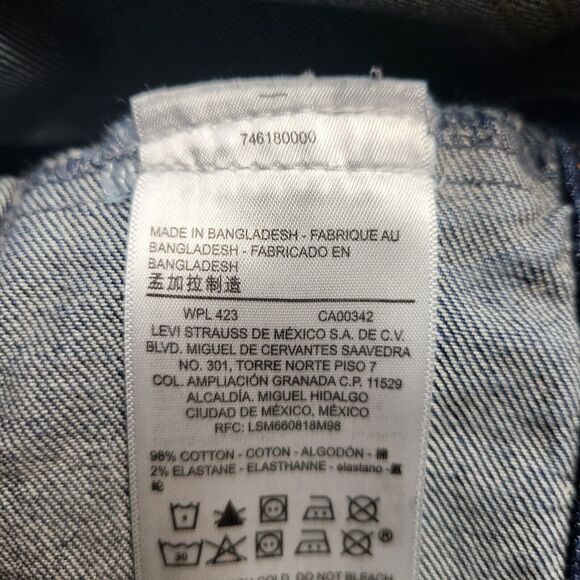 746180000
MADE IN BANGLADESH - FABRIQUE AU
BANGLADESH - FABRICADO EN
BANGLADESH
孟加拉制造
WPL 423 CA00342
LEVI STRAUSS DE MÉXICO S.A. DE C.V.
BLVD. MIGUEL DE CERVANTES SAAVEDRA
NO. 301, TORRE NORTE PISO 7
COL. AMPLIACIÓN GRANADA C.P. 11529
ALCALDÍA. MIGUEL HIDALGO
CIUDAD DE MÉXICO, MÉXICO
RFC: LSM660818M98
98% COTTON - COTON - ALGODÓN - 棉
2% ELASTANE - ELASTHANNE - elastano - 氨
纶
30 ®
COLD. DO NOT